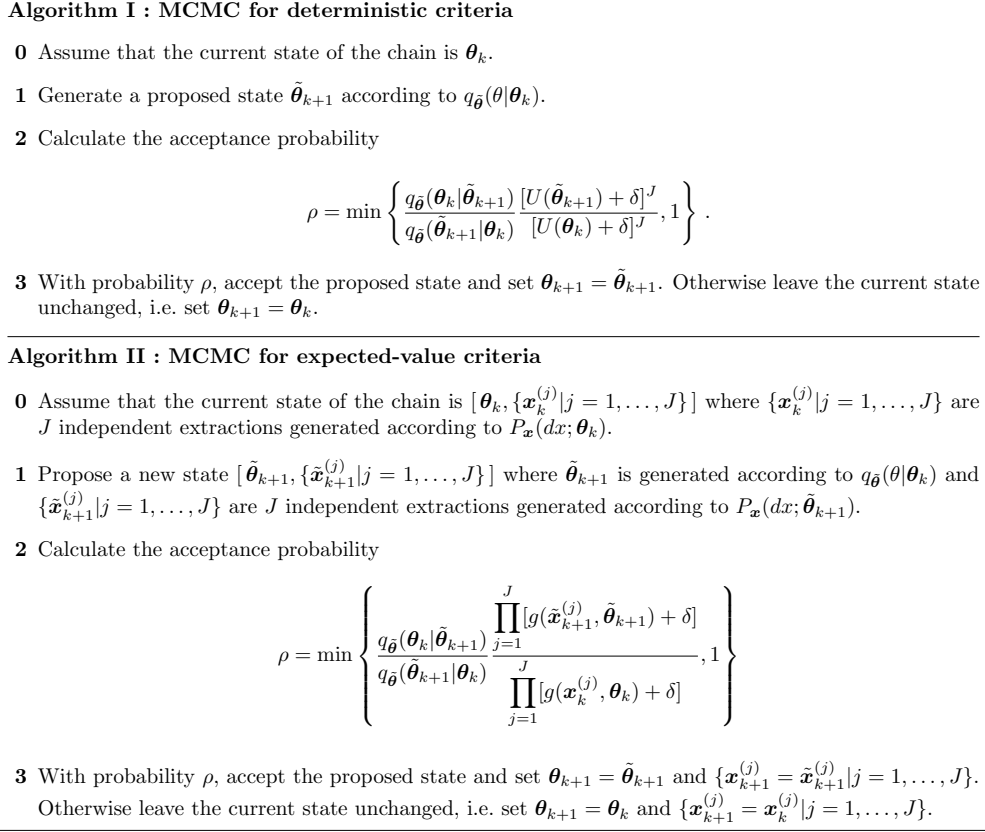 Algorithm I : MCMC for deterministic criteria
0 Assume that the current state of the chain is θ_k.
1 Generate a proposed state θ̃_{k+1} according to q_θ̃(θ|θ_k).
2 Calculate the acceptance probability
ρ = min { \frac{q_θ̃(θ_k|θ̃_{k+1})}{q_θ̃(θ̃_{k+1}|θ_k)} \frac{[U(θ̃_{k+1}) + δ]^J}{[U(θ_k) + δ]^J}, 1 } .
3 With probability ρ, accept the proposed state and set θ_{k+1} = θ̃_{k+1}. Otherwise leave the current state
unchanged, i.e. set θ_{k+1} = θ_k.
Algorithm II : MCMC for expected-value criteria
0 Assume that the current state of the chain is [θ_k, {x_k^{(j)}|j = 1, . . . , J}] where {x_k^{(j)}|j = 1, . . . , J} are
J independent extractions generated according to P_x(dx; θ_k).
1 Propose a new state [θ̃_{k+1}, {x̃_{k+1}^{(j)}|j = 1, . . . , J}] where θ̃_{k+1} is generated according to q_θ̃(θ|θ_k) and
{x̃_{k+1}^{(j)}|j = 1, . . . , J} are J independent extractions generated according to P_x(dx; θ̃_{k+1}).
2 Calculate the acceptance probability
ρ = min { \frac{q_θ̃(θ_k|θ̃_{k+1})}{q_θ̃(θ̃_{k+1}|θ_k)} \frac{∏_{j=1}^{J} [g(x̃_{k+1}^{(j)}, θ̃_{k+1}) + δ]}{∏_{j=1}^{J} [g(x_k^{(j)}, θ_k) + δ]}, 1 }
3 With probability ρ, accept the proposed state and set θ_{k+1} = θ̃_{k+1} and {x_{k+1}^{(j)} = x̃_{k+1}^{(j)}|j = 1, . . . , J}.
Otherwise leave the current state unchanged, i.e. set θ_{k+1} = θ_k and {x_{k+1}^{(j)} = x_k^{(j)}|j = 1, . . . , J}.